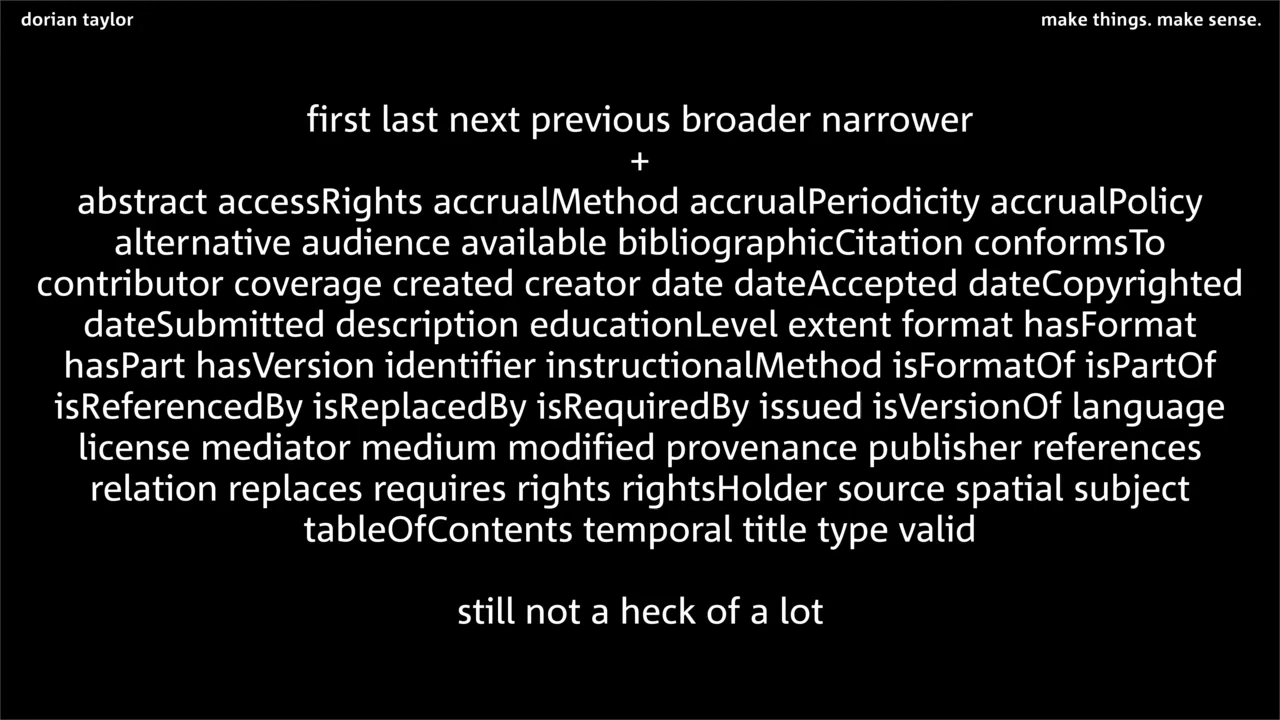 dorian taylor
make things. make sense.
first last next previous broader narrower
+
abstract accessRights accrualMethod accrualPeriodicity accrualPolicy
alternative audience available bibliographicCitation conformsTo
contributor coverage created creator date dateAccepted dateCopyrighted
dateSubmitted description educationLevel extent format hasFormat
hasPart hasVersion identifier instructionalMethod isFormatOf isPartOf
isReferencedBy isReplacedBy isRequiredBy issued isVersionOf language
license mediator medium modified provenance publisher references
relation replaces requires rights rightsHolder source spatial subject
tableOfContents temporal title type valid
still not a heck of a lot